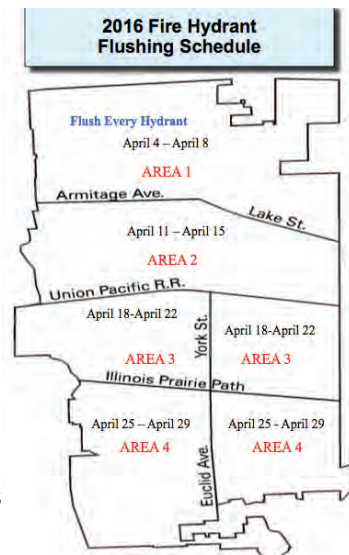 2016 Fire Hydrant
Flushing Schedule
Flush Every Hydrant
April 4 – April 8
AREA 1
Armitage Ave.
Lake St.
April 11 – April 15
AREA 2
Union Pacific R.R.
April 18-April 22
AREA 3
York St.
April 18-April 22
AREA 3
Illinois Prairie Path
April 25 – April 29
AREA 4
Euclid Ave.
April 25 - April 29
AREA 4